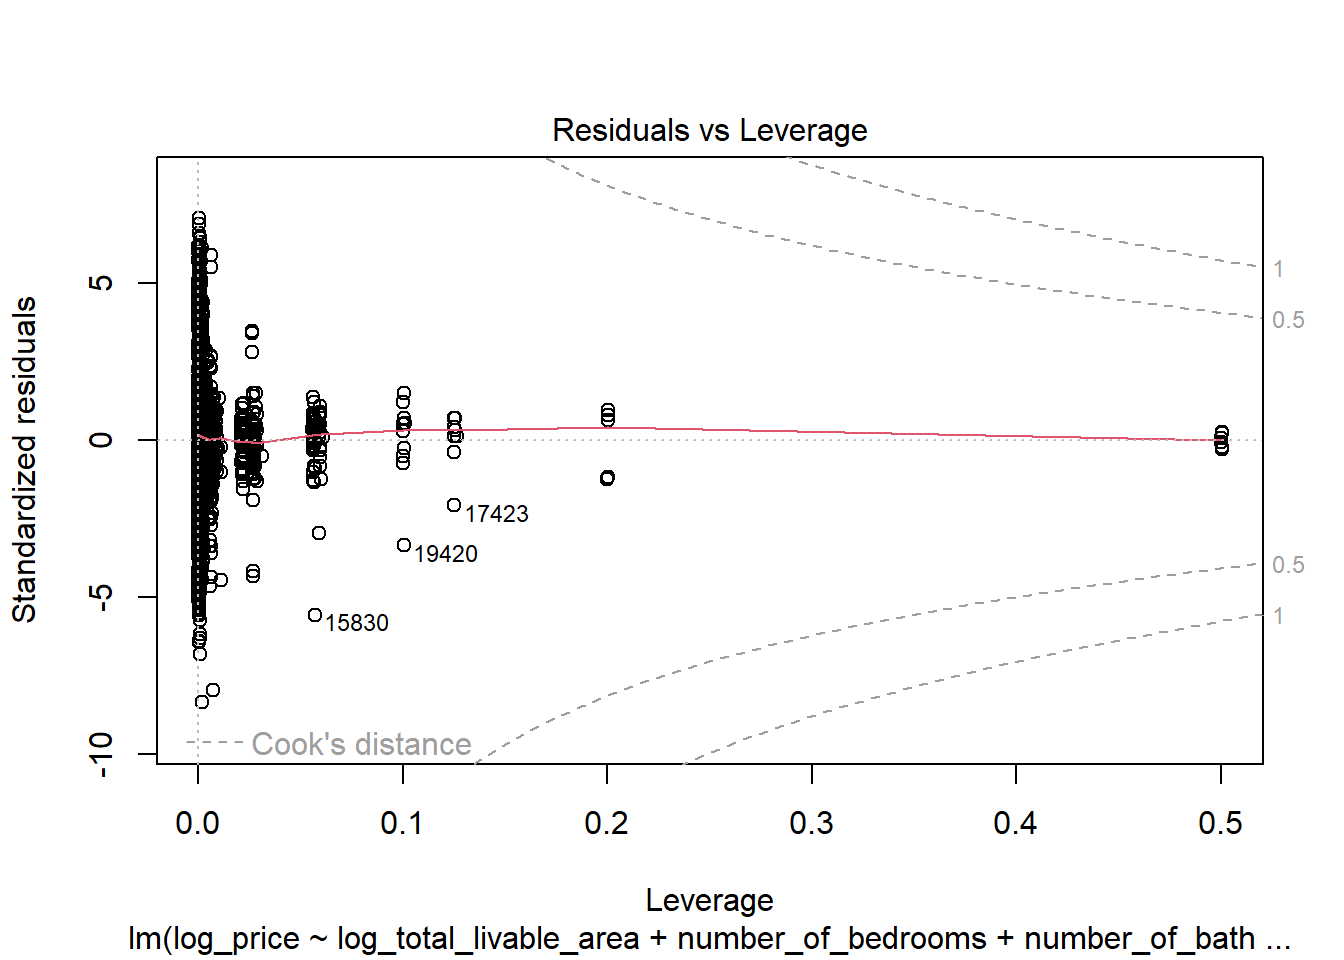 Residuals vs Leverage
Standardized residuals
5
0
-5
-10
1
0.5
0.5
1
17423
19420
15830
Cook's distance
0.0 0.1 0.2 0.3 0.4 0.5
Leverage
lm(log_price ~ log_total_livable_area + number_of_bedrooms + number_of_bath ...